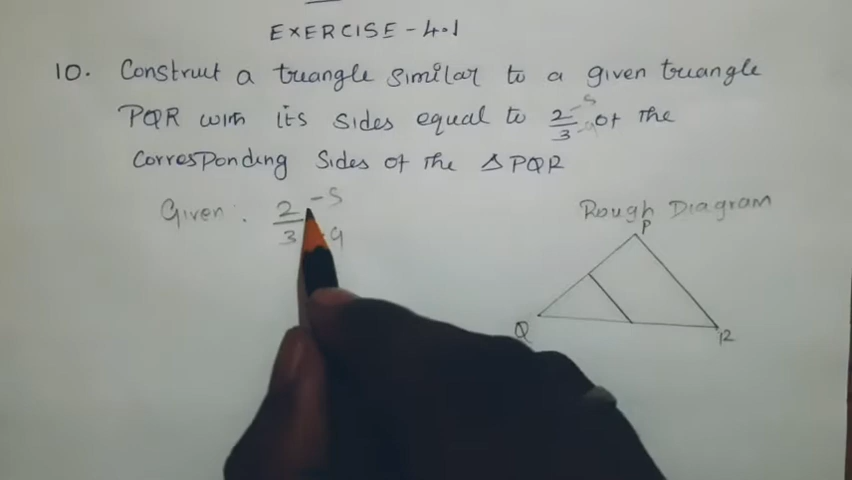 EXERCISE - 4.1
10. Construct a triangle similar to a given triangle
PQR with its sides equal to 2/3 -S -g of the
corresponding sides of the △PQR
Given : 2/3 -S g
Rough Diagram
P
Q
R